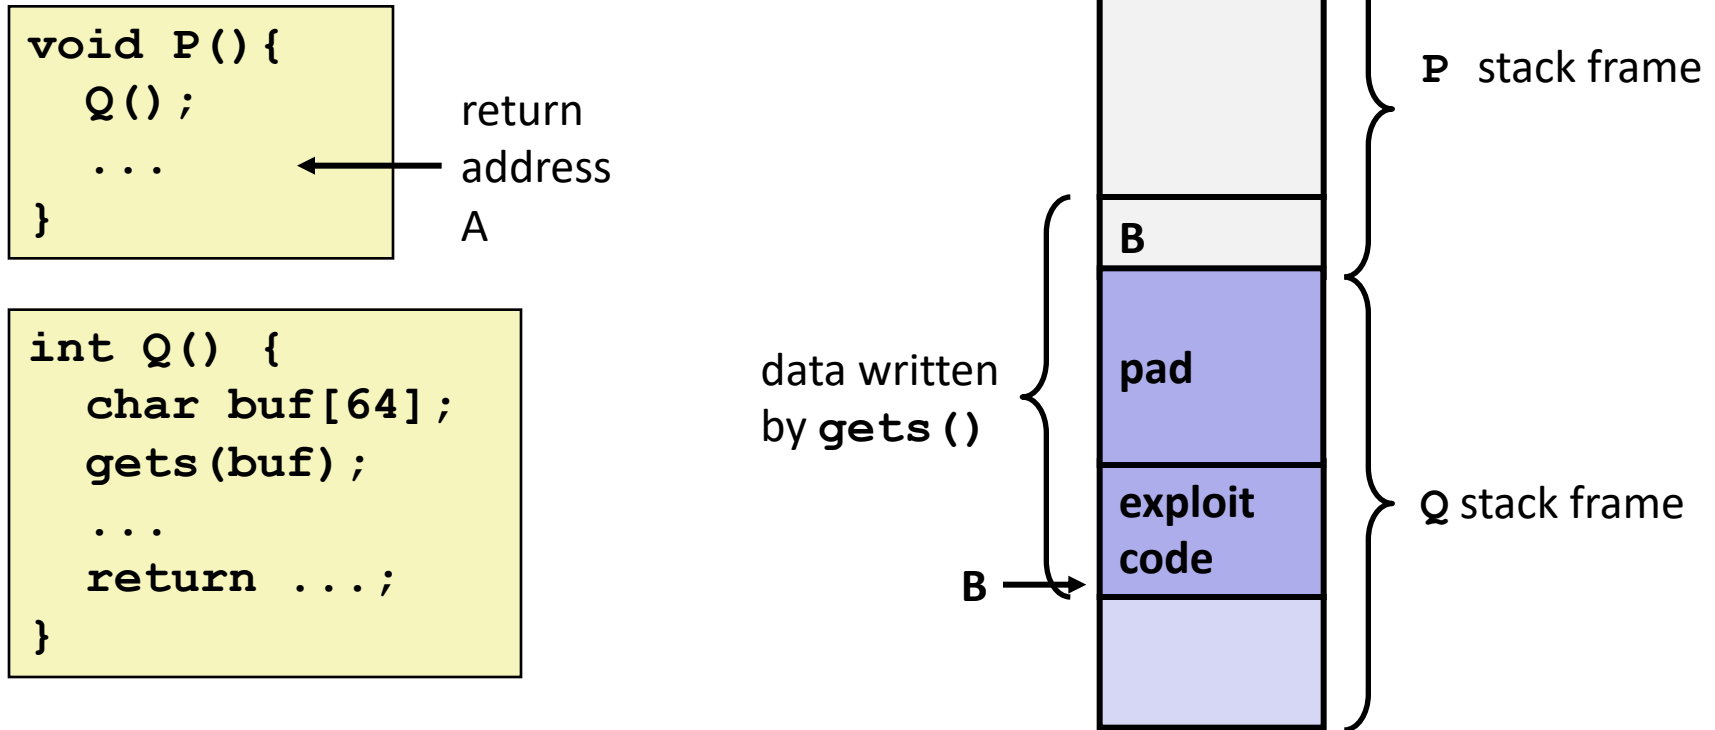 void P(){
  Q();
  ...
}
return
address
A
int Q() {
  char buf[64];
  gets(buf);
  ...
  return ...;
}
data written
by gets()
B
B
pad
exploit
code
P stack frame
Q stack frame